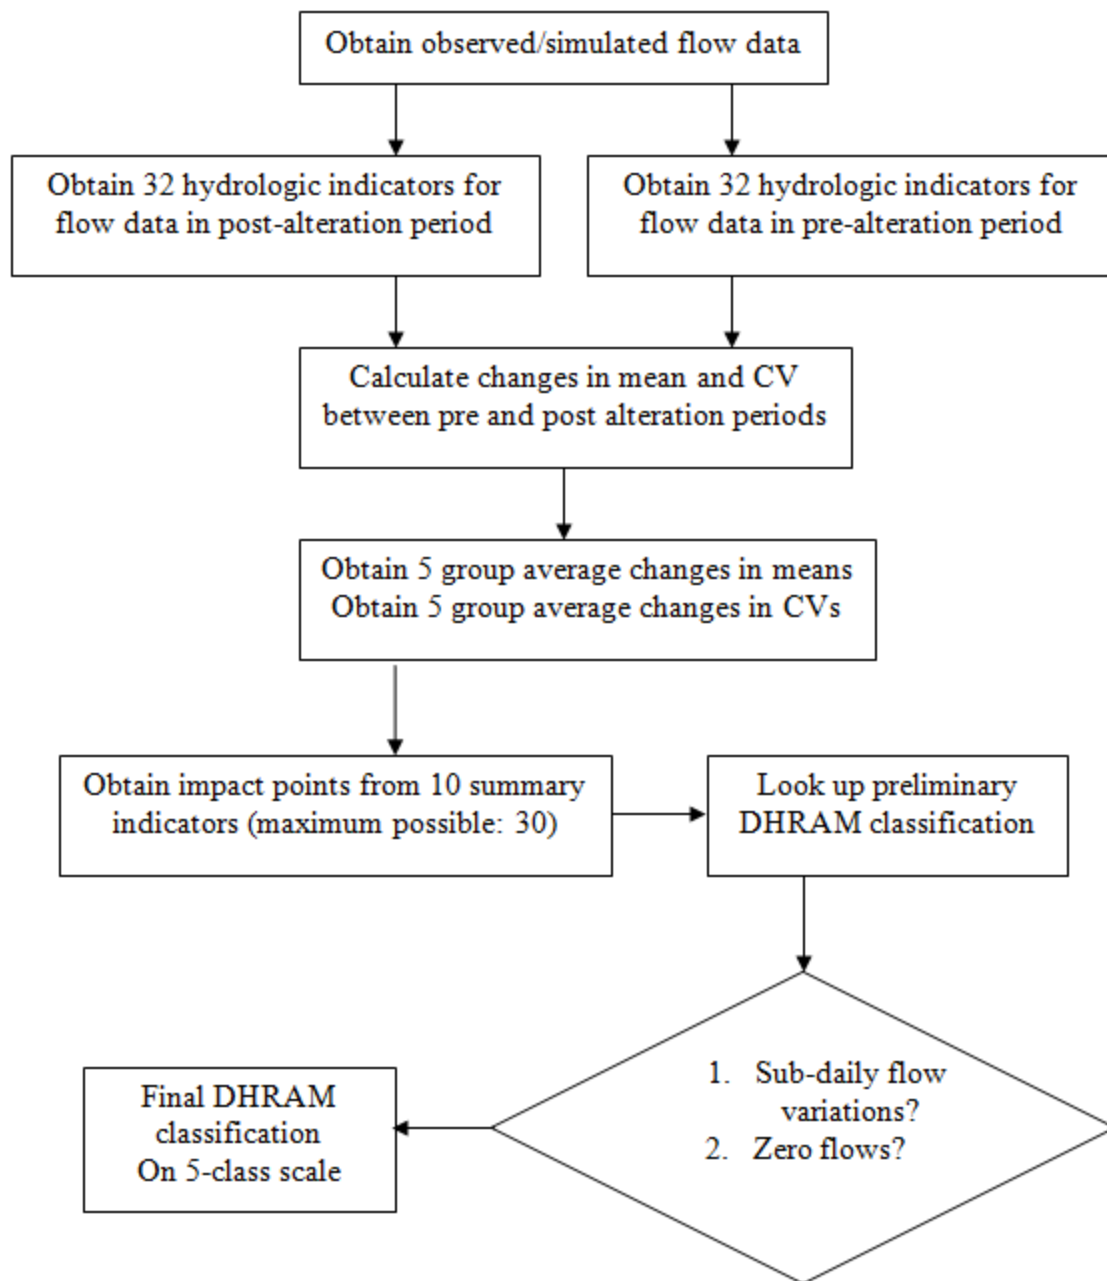 Obtain observed/simulated flow data
Obtain 32 hydrologic indicators for
flow data in post-alteration period
Obtain 32 hydrologic indicators for
flow data in pre-alteration period
Calculate changes in mean and CV
between pre and post alteration periods
Obtain 5 group average changes in means
Obtain 5 group average changes in CVs
Obtain impact points from 10 summary
indicators (maximum possible: 30)
Look up preliminary
DHRAM classification
1. Sub-daily flow
variations?
2. Zero flows?
Final DHRAM
classification
On 5-class scale